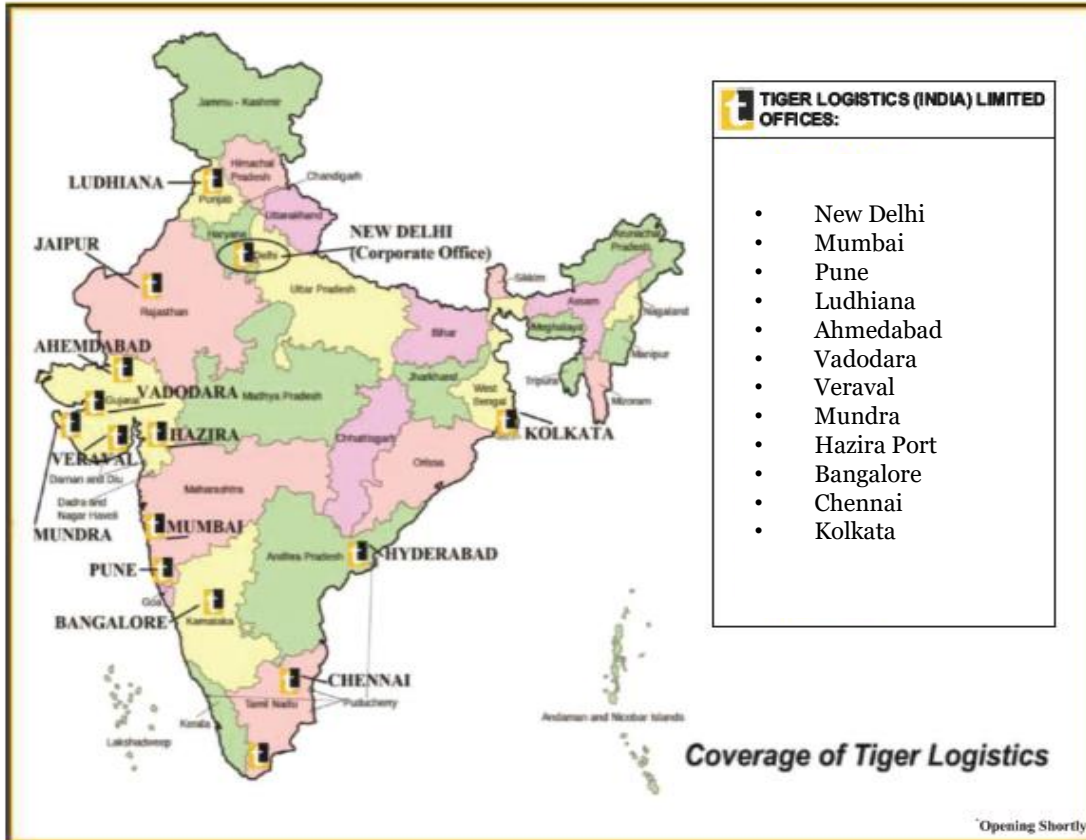 Jammu - Kashmir
Himachal
Pradesh
LUDHIANA
Chandigarh
Punjab
Uttarakhand
Haryana
NEW DELHI
(Corporate Office)
Delhi
JAIPUR
Rajasthan
Uttar Pradesh
Arunachal
Pradesh
Sikkim
Assam
Nagaland
Meghalaya
Manipur
Tripura
Mizoram
Bihar
Jharkhand
West
Bengal
KOLKATA
AHEMDABAD
Gujarat
VADODARA
Madhya Pradesh
HAZIRA
VERAVAL
Daman and Diu
Dadra and
Nagar Haveli
Chhattisgarh
Orissa
Maharashtra
MUNDRA
MUMBAI
HYDERABAD
Andhra Pradesh
PUNE
Goa
BANGALORE
Karnataka
CHENNAI
Tamil Nadu
Puducherry
Kerala
Lakshadweep
Andaman and Nicobar Islands
t TIGER LOGISTICS (INDIA) LIMITED
OFFICES:
• New Delhi
• Mumbai
• Pune
• Ludhiana
• Ahmedabad
• Vadodara
• Veraval
• Mundra
• Hazira Port
• Bangalore
• Chennai
• Kolkata
Coverage of Tiger Logistics
*Opening Shortly